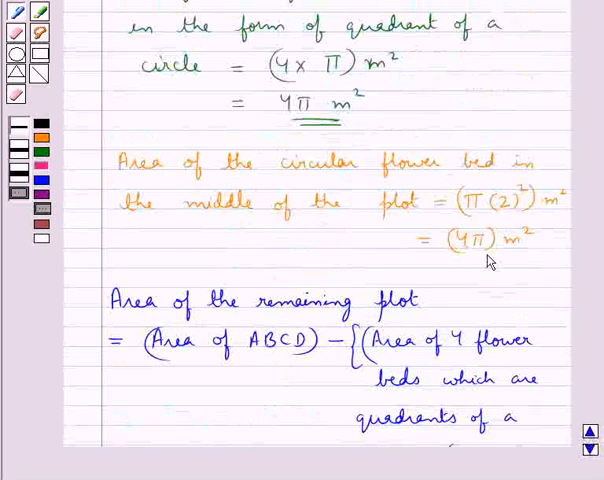 in the form of quadrant of a
circle = (4 × π) m²
= 4π m²
Area of the circular flower bed in
the middle of the plot = (π(2)²) m²
= (4π) m²
Area of the remaining plot
= (Area of ABCD) - {(Area of 4 flower
beds which are
quadrants of a